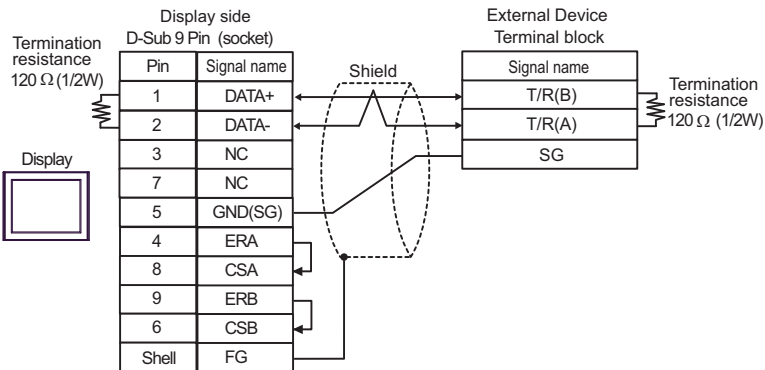 Display side
D-Sub 9 Pin (socket)
External Device
Terminal block
Termination
resistance
120 Ω (1/2W)
Pin Signal name
1 DATA+
2 DATA-
3 NC
7 NC
5 GND(SG)
4 ERA
8 CSA
9 ERB
6 CSB
Shell FG
Display
Shield
Signal name
T/R(B)
T/R(A)
SG
Termination
resistance
120 Ω (1/2W)